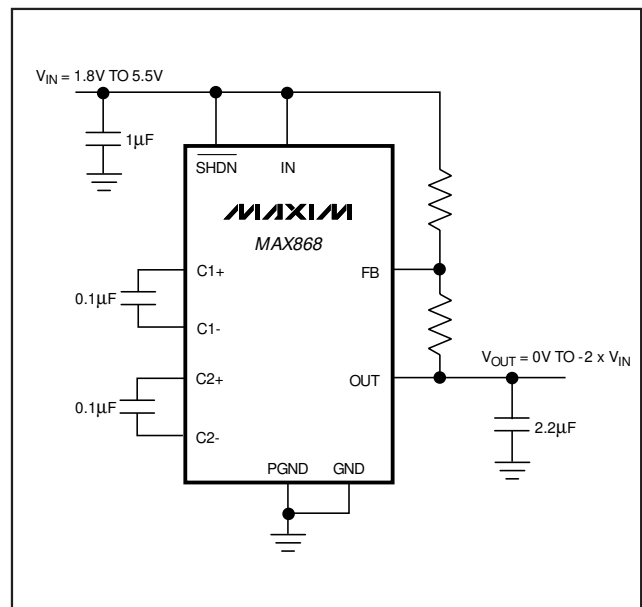 V_IN = 1.8V TO 5.5V
1µF
SHDN IN
MAXIM
MAX868
C1+ FB
0.1µF
C1-
C2+ OUT
V_OUT = 0V TO -2 x V_IN
0.1µF
C2-
2.2µF
PGND GND